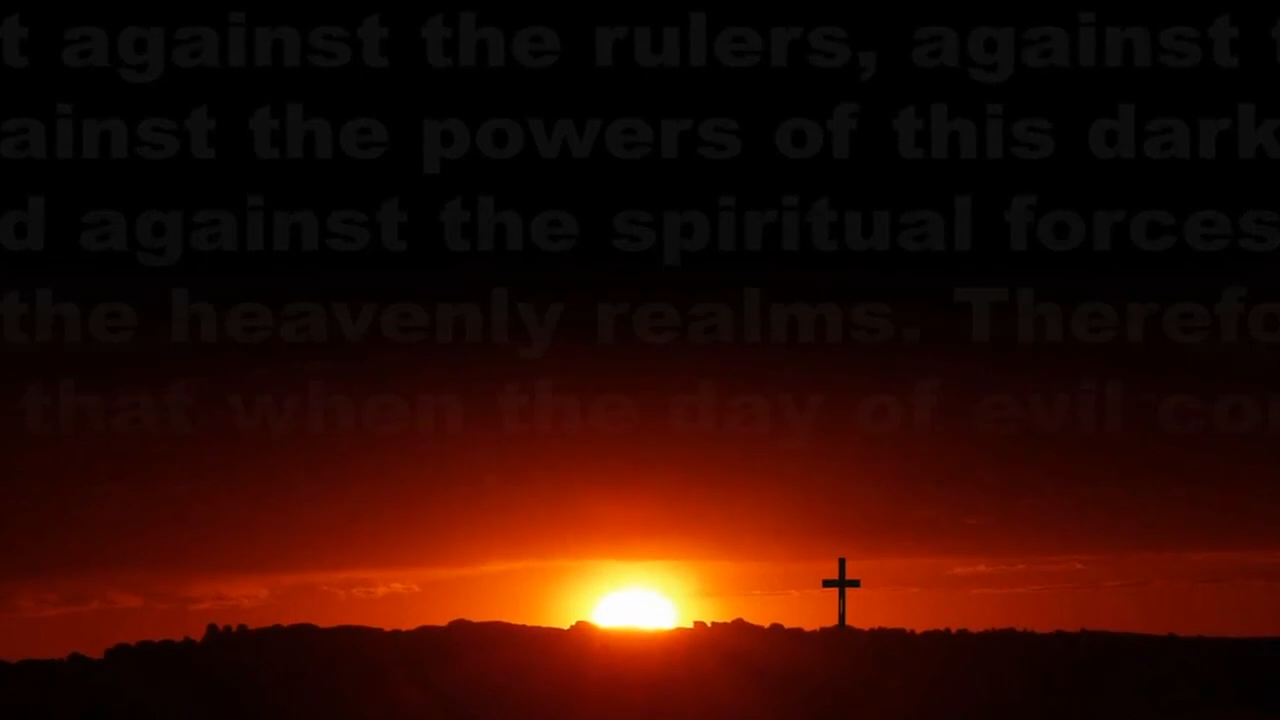 t against the rulers, against
ainst the powers of this dark
d against the spiritual forces
the heavenly realms. Therefo
that when the day of evil co